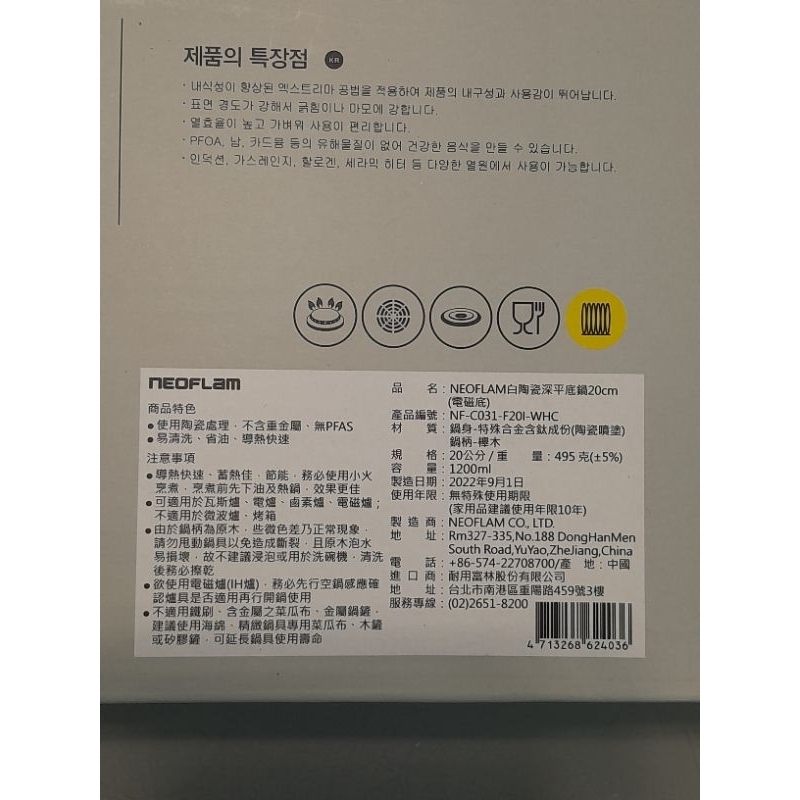 제품의 특장점 KR
· 내식성이 향상된 엑스트리마 공법을 적용하여 제품의 내구성과 사용감이 뛰어납니다.
· 표면 경도가 강해서 긁힘이나 마모에 강합니다.
· 열효율이 높고 가벼워 사용이 편리합니다.
· PFOA, 납, 카드뮴 등의 유해물질이 없어 건강한 음식을 만들 수 있습니다.
· 인덕션, 가스레인지, 할로겐, 세라믹 히터 등 다양한 열원에서 사용이 가능합니다.
NEOFLAM
商品特色
●使用陶瓷處理，不含重金屬、無PFAS
●易清洗、省油、導熱快速
注意事項
●導熱快速、蓄熱佳，節能，務必使用小火
烹煮，烹煮前先下油及熱鍋，效果更佳
●可適用於瓦斯爐、電爐、鹵素爐、電磁爐；
不適用於微波爐、烤箱
●由於鍋柄為原木，些微色差乃正常現象，
請勿甩動鍋具以免造成斷裂，且原木泡水
易損壞，故不建議浸泡或用於洗碗機，清洗
後務必擦乾
●欲使用電磁爐(IH爐)，務必先行空鍋感應確
認爐具是否適用再行開鍋使用
●不適用鐵刷、含金屬之菜瓜布、金屬鍋鏟，
建議使用海綿、精緻鍋具專用菜瓜布、木鏟
或矽膠鏟，可延長鍋具使用壽命
品 名：NEOFLAM白陶瓷深平底鍋20cm
(電磁底)
產品編號：NF-C031-F20I-WHC
材 質：鍋身-特殊合金含鈦成份(陶瓷噴塗)
鍋柄-櫸木
規 格：20公分/重 量：495克(±5%)
容 量：1200ml
製造日期：2022年9月1日
使用年限：無特殊使用期限
(家用品建議使用年限10年)
製 造 商：NEOFLAM CO., LTD.
地 址：Rm327-335,No.188 DongHanMen
South Road,YuYao,ZheJiang,China
電 話：+86-574-22708700/產 地：中國
進 口 商：耐用富林股份有限公司
地 址：台北市南港區重陽路459號3樓
服務專線：(02)2651-8200
4 713268 624036